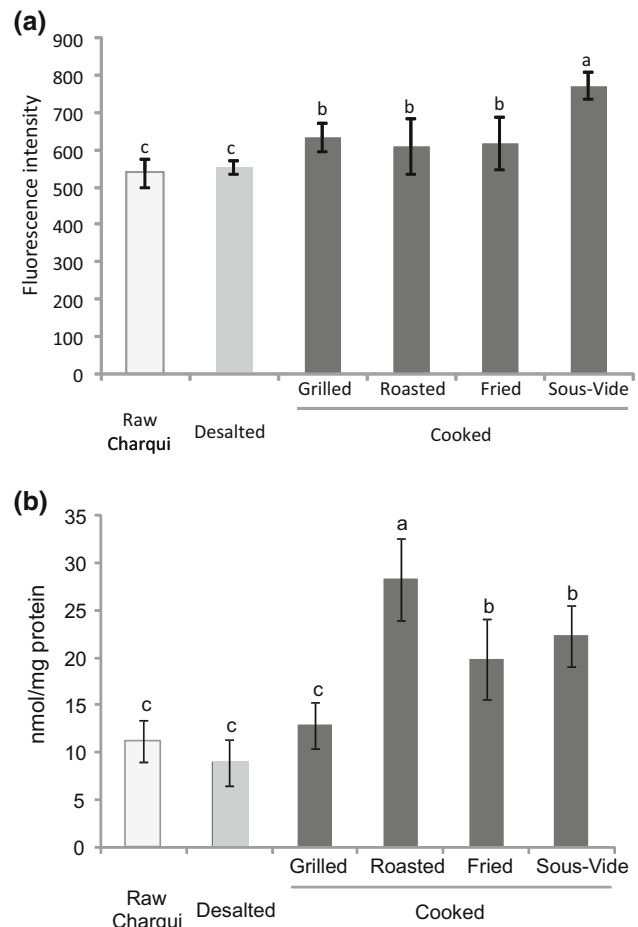 (a)
900
800
700
600
500
400
300
200
100
0
Fluorescence intensity
c
c
b
b
b
a
Grilled Roasted Fried Sous-Vide
Raw Charqui
Desalted
Cooked
(b)
35
30
25
20
15
10
5
0
nmol/mg protein
c
c
c
a
b
b
Grilled Roasted Fried Sous-Vide
Raw
Charqui
Desalted
Cooked